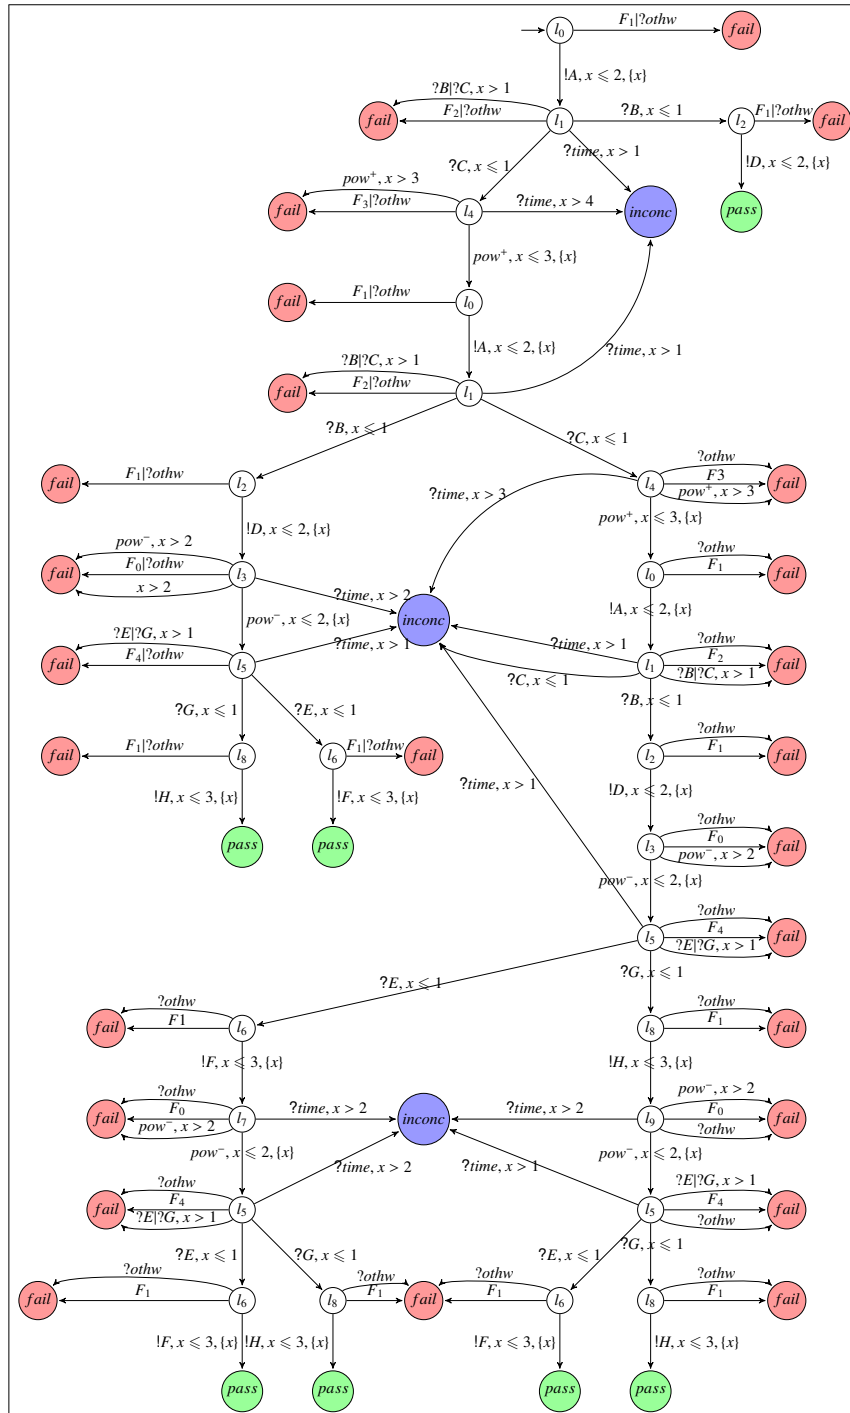 l0 F1|?othw fail
!A, x ⩽ 2, {x}
?B|?C, x > 1
fail F2|?othw l1 ?B, x ⩽ 1 l2 F1|?othw fail
?C, x ⩽ 1 ?time, x > 1 !D, x ⩽ 2, {x}
pow⁺, x > 3
fail F3|?othw l4 ?time, x > 4 inconc pass
pow⁺, x ⩽ 3, {x}
fail F1|?othw l0
!A, x ⩽ 2, {x} ?time, x > 1
?B|?C, x > 1
fail F2|?othw l1
?B, x ⩽ 1 ?C, x ⩽ 1
?othw
fail F1|?othw l2 ?time, x > 3 l4 F3 fail
pow⁺, x > 3
!D, x ⩽ 2, {x} pow⁺, x ⩽ 3, {x}
pow⁻, x > 2 ?othw
fail F0|?othw l3 l0 F1 fail
x > 2 ?time, x > 2
pow⁻, x ⩽ 2, {x} inconc !A, x ⩽ 2, {x}
?E|?G, x > 1 ?time, x > 1 ?time, x > 1 ?othw
fail F4|?othw l5 l1 F2 fail
?C, x ⩽ 1 ?B|?C, x > 1
?G, x ⩽ 1 ?E, x ⩽ 1 ?B, x ⩽ 1
?othw
fail F1|?othw l8 l6 F1|?othw fail l2 F1 fail
!H, x ⩽ 3, {x} !F, x ⩽ 3, {x} ?time, x > 1 !D, x ⩽ 2, {x}
?othw
pass pass l3 F0 fail
pow⁻, x > 2
pow⁻, x ⩽ 2, {x}
?othw
l5 F4 fail
?E|?G, x > 1
?E, x ⩽ 1 ?G, x ⩽ 1
?othw ?othw
fail F1 l6 l8 F1 fail
!F, x ⩽ 3, {x} !H, x ⩽ 3, {x}
?othw pow⁻, x > 2
fail F0 l7 ?time, x > 2 inconc ?time, x > 2 l9 F0 fail
pow⁻, x > 2 ?othw
pow⁻, x ⩽ 2, {x} ?time, x > 2 ?time, x > 1 pow⁻, x ⩽ 2, {x}
?othw ?E|?G, x > 1
fail F4 l5 l5 F4 fail
?E|?G, x > 1 ?othw
?E, x ⩽ 1 ?G, x ⩽ 1 ?E, x ⩽ 1 ?G, x ⩽ 1
?othw ?othw ?othw ?othw
fail F1 l6 l8 F1 fail F1 l6 l8 F1 fail
!F, x ⩽ 3, {x} !H, x ⩽ 3, {x} !F, x ⩽ 3, {x} !H, x ⩽ 3, {x}
pass pass pass pass